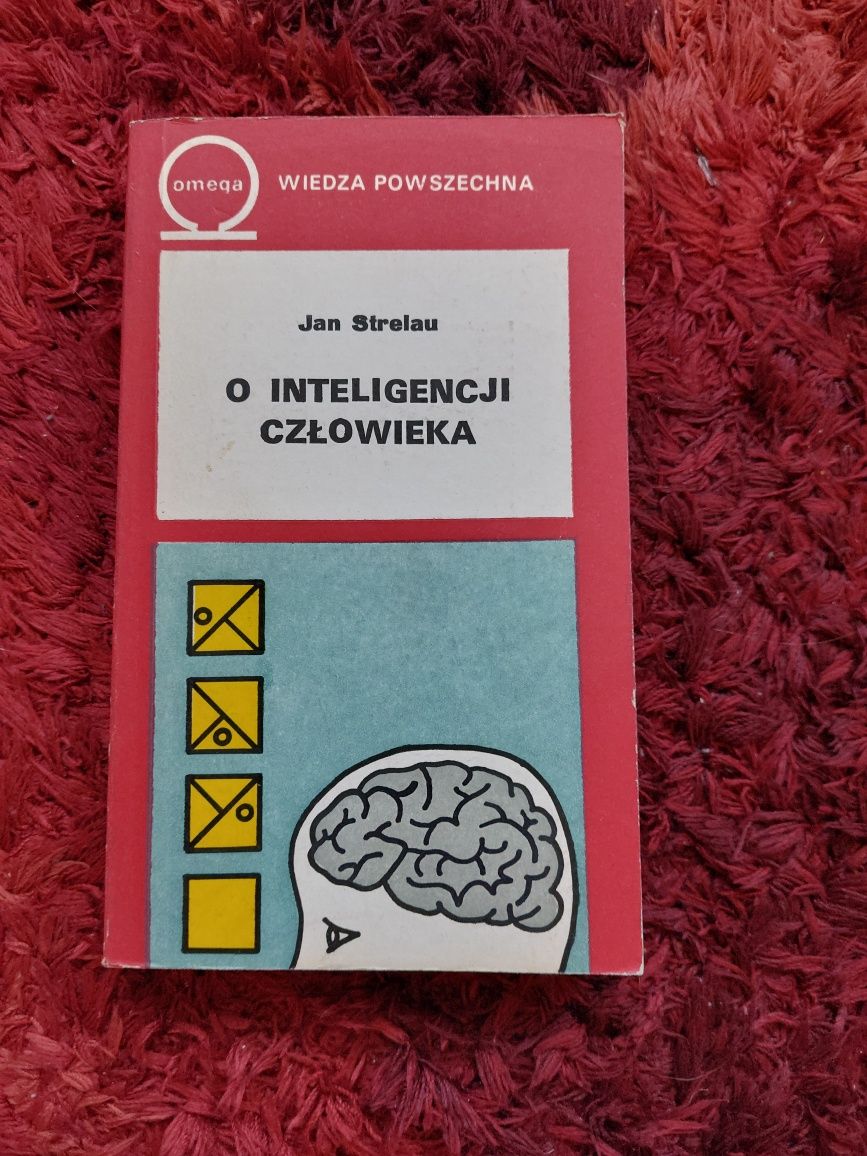 omega
WIEDZA POWSZECHNA
Jan Strelau
O INTELIGENCJI
CZŁOWIEKA